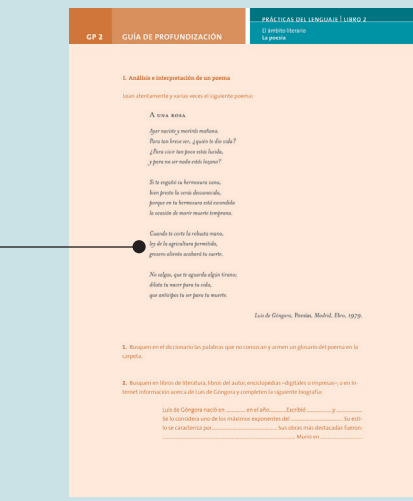 PRÁCTICAS DEL LENGUAJE | LIBRO 2
El ámbito literario
La poesía
GP 2 GUÍA DE PROFUNDIZACIÓN
1. Análisis e interpretación de un poema
Lean atentamente y varias veces el siguiente poema.
A UNA ROSA
Ayer naciste y morirás mañana.
Para tan breve ser, ¿quién te dio vida?
¿Para vivir tan poco estás lucida,
y para no ser nada estás lozana?
Si te engañó su hermosura vana,
bien presto la verás desvanecida,
porque en tu hermosura está escondida
la ocasión de morir muerte temprana.
Cuando te corte la robusta mano,
ley de la agricultura permitida,
grosero aliento acabará tu suerte.
No salgas, que te aguarda algún tirano;
dilata tu nacer para tu vida,
que anticipas tu ser para tu muerte.
Luis de Góngora, Poesías, Madrid, Ebro, 1979.
1. Busquen en el diccionario las palabras que no conozcan y armen un glosario del poema en la
carpeta.
2. Busquen en libros de literatura, libros del autor, enciclopedias –digitales o impresas–, o en In-
ternet información acerca de Luis de Góngora y completen la siguiente biografía:
Luis de Góngora nació en ________ en el año ______. Escribió ________ y ________.
Se lo considera uno de los máximos exponentes del ________________. Su esti-
lo se caracteriza por ________________. Sus obras más destacadas fueron:
________________________________. Murió en ____________.